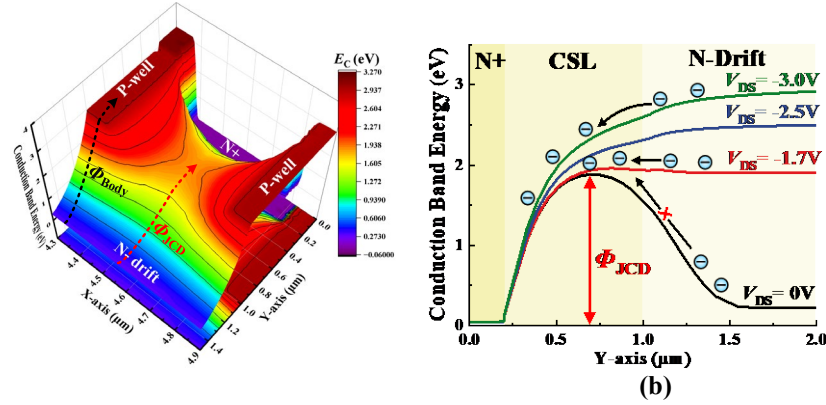 E_C (eV)
3.270
2.937
2.604
2.271
1.938
1.605
1.272
0.9390
0.6060
0.2730
-0.06000
P-well
N+
P-well
Φ_Body
Φ_JCD
N- drift
Conduction Band Energy (eV)
4
3
2
1
0
4.3
4.4
4.5
4.6
4.7
4.8
4.9
X-axis (μm)
0.0
0.2
0.4
0.6
0.8
1.0
1.2
1.4
Y-axis (μm)
N+ CSL N-Drift
V_DS= -3.0V
V_DS= -2.5V
V_DS= -1.7V
V_DS= 0V
Φ_JCD
Conduction Band Energy (eV)
3
2
1
0
0.0 0.5 1.0 1.5 2.0
Y-axis (μm)
(b)